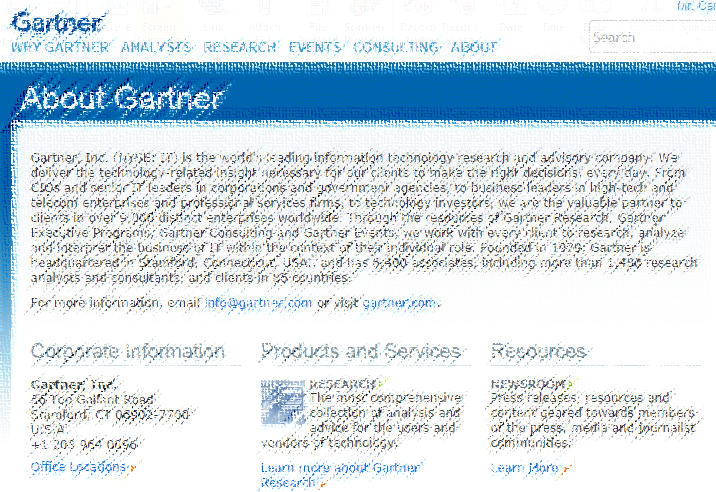 Mr. Gar
Gartner
WHY GARTNER ANALYSTS RESEARCH EVENTS CONSULTING ABOUT
Search
About Gartner
Gartner, Inc. (NYSE: IT) is the world's leading information technology research and advisory company. We
deliver the technology-related insight necessary for our clients to make the right decisions, every day. From
CIOs and senior IT leaders in corporations and government agencies, to business leaders in high-tech and
telecom enterprises and professional services firms, to technology investors, we are the valuable partner to
clients in over distinct enterprises worldwide. Through the resources of Gartner Research, Gartner
Executive Programs, Gartner Consulting and Gartner Events, we work with every client to research, analyze
and interpret the business of IT within the context of their individual role. Founded in 1979, Gartner is
headquartered in Stamford, Connecticut, USA, and has associates, including more than research
analysts and consultants, and clients in 85 countries.
For more information, email info@gartner.com or visit gartner.com.
Corporate Information
Products and Services
Resources
Gartner, Inc.
56 Top Gallant Road
Stamford, CT 06902-7700
U.S.A.
+1 203 964 0096
Office Locations
RESEARCH
The most comprehensive
collection of analysis and
advice for the users and
vendors of technology.
Learn more about Gartner
Research
NEWSROOM
Press releases, resources and
content geared towards members
of the press, media and journalist
communities.
Learn More